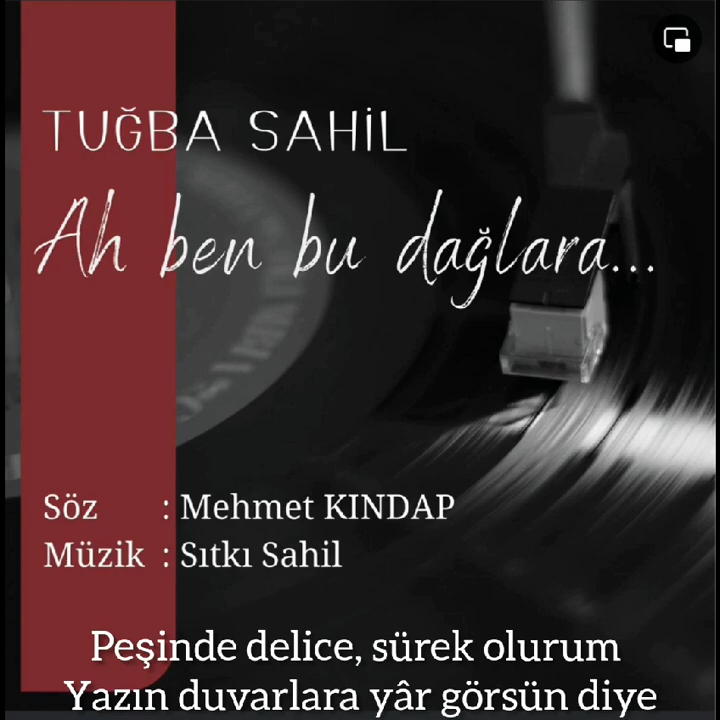 TUĞBA SAHİL
Ah ben bu dağlara...
Söz : Mehmet KINDAP
Müzik : Sıtkı Sahil
Peşinde delice, sürek olurum
Yazın duvarlara yâr görsün diye